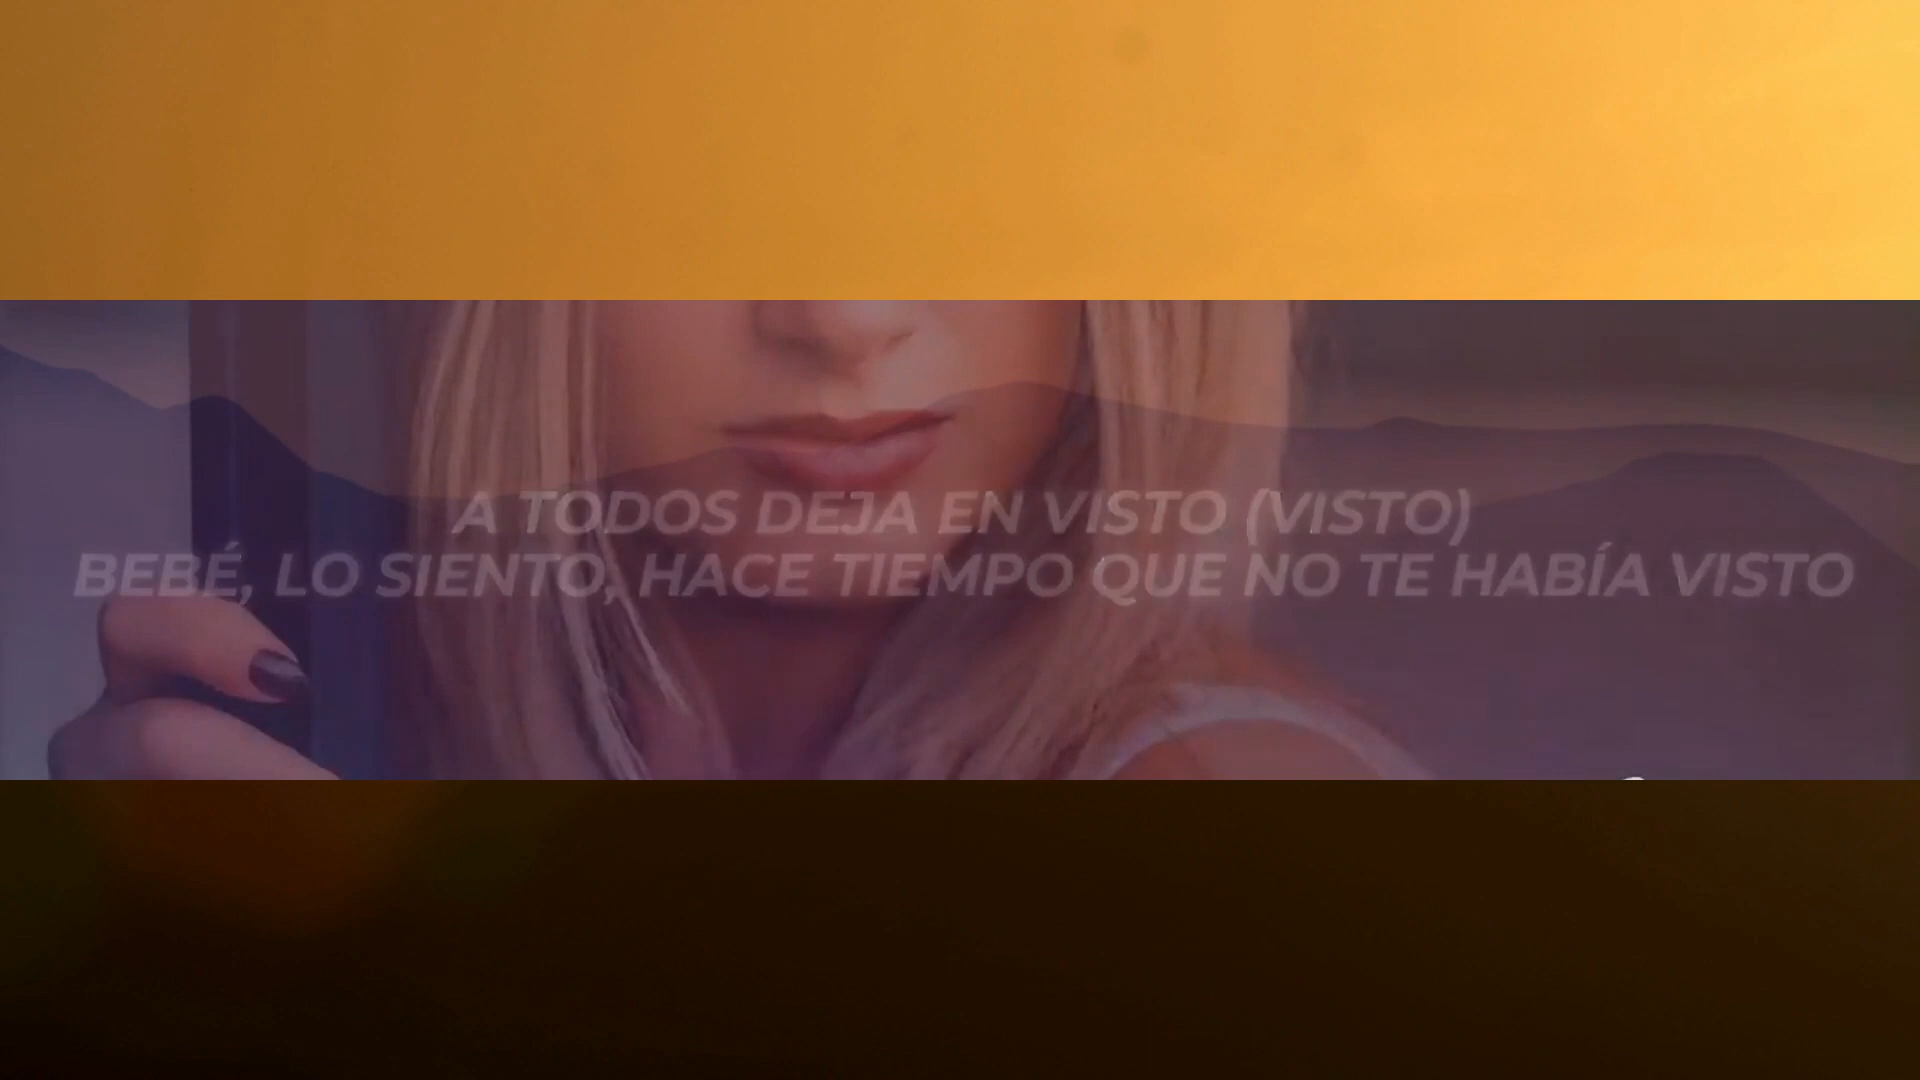 A TODOS DEJA EN VISTO (VISTO)
BEBÉ, LO SIENTO, HACE TIEMPO QUE NO TE HABÍA VISTO